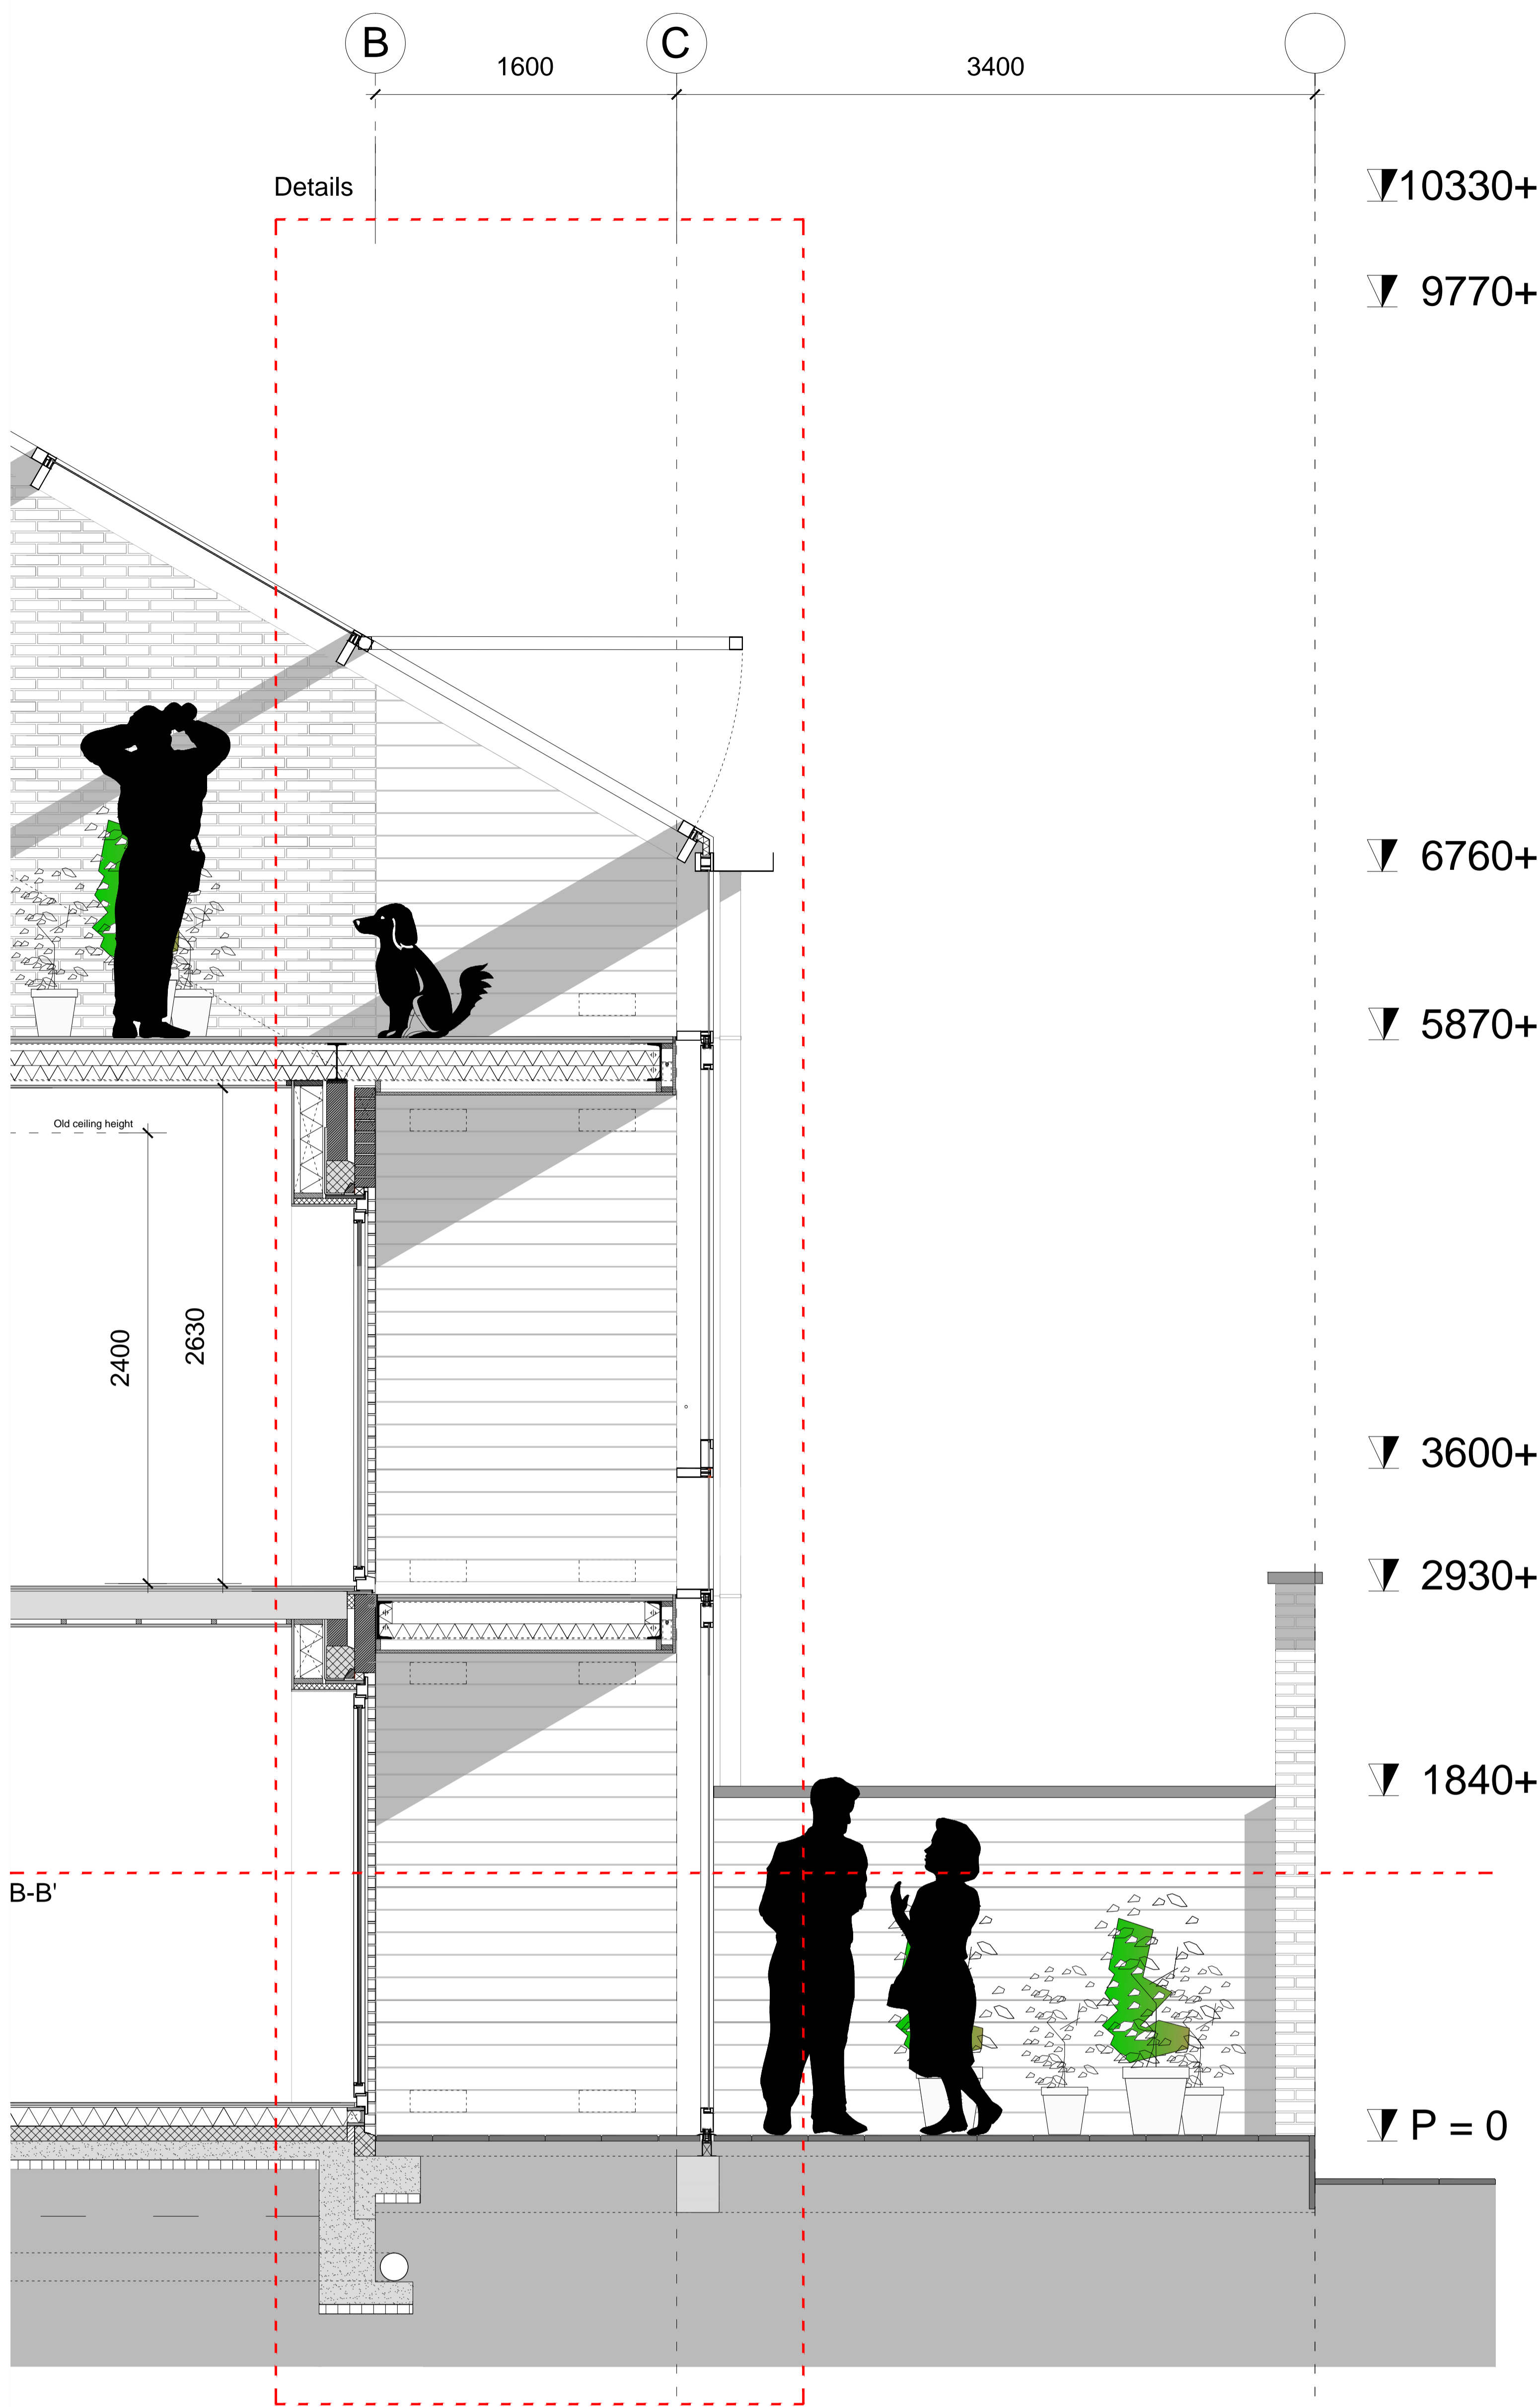 B
C
1600
3400
Details
10330+
9770+
6760+
5870+
Old ceiling height
2400
2630
3600+
2930+
1840+
B-B'
P = 0